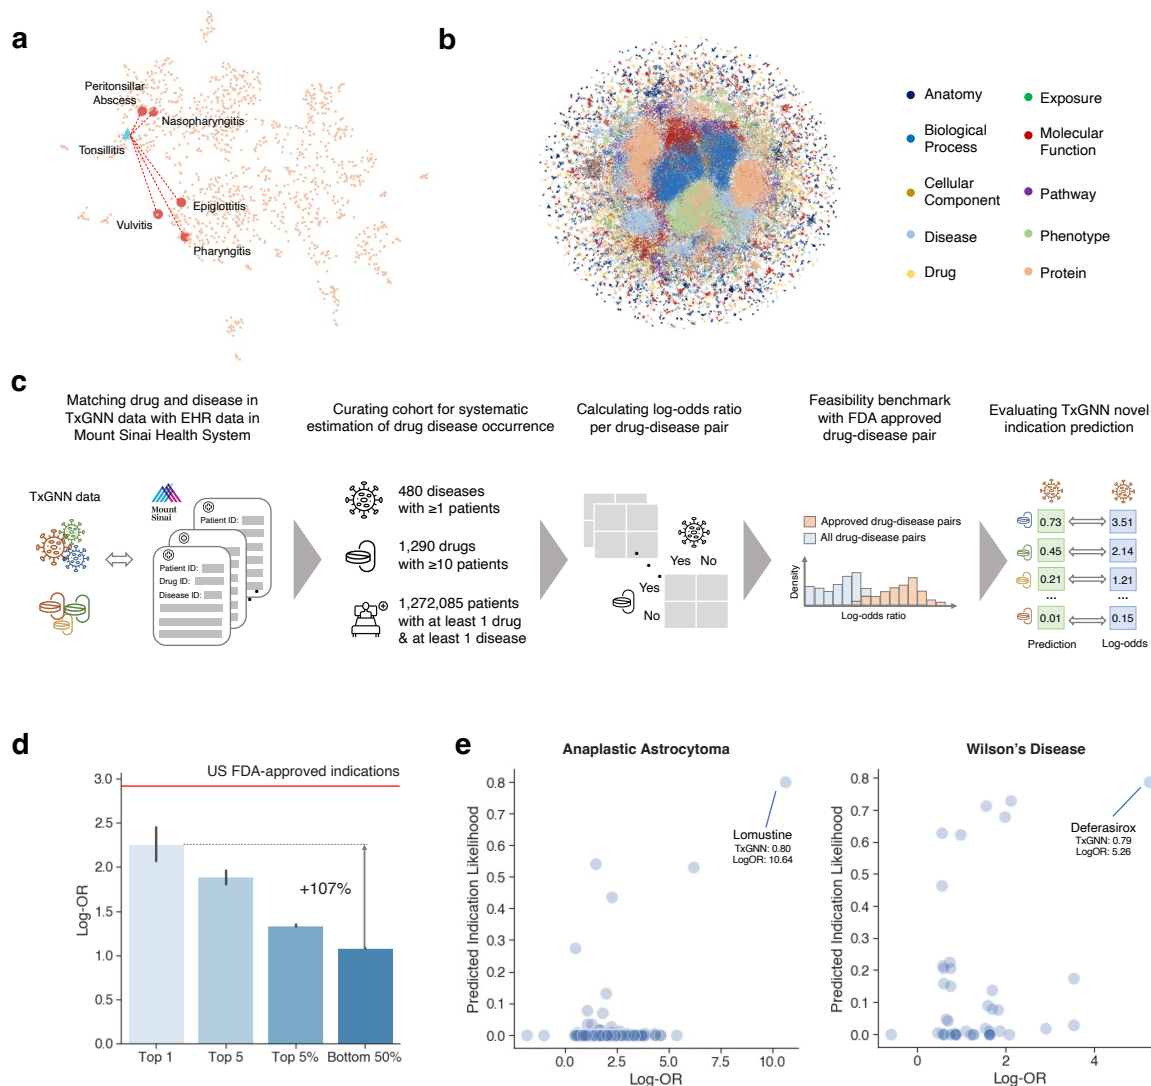 a
Peritonsillar
Abscess
Nasopharyngitis
Tonsillitis
Epiglottitis
Vulvitis
Pharyngitis
b
Anatomy
Biological
Process
Cellular
Component
Disease
Drug
Exposure
Molecular
Function
Pathway
Phenotype
Protein
c
Matching drug and disease in
TxGNN data with EHR data in
Mount Sinai Health System
TxGNN data
Mount
Sinai
Patient ID:
Patient ID:
Drug ID:
Disease ID:
Curating cohort for systematic
estimation of drug disease occurrence
480 diseases
with ≥1 patients
1,290 drugs
with ≥10 patients
1,272,085 patients
with at least 1 drug
& at least 1 disease
Calculating log-odds ratio
per drug-disease pair
Yes No
Yes
No
Feasibility benchmark
with FDA approved
drug-disease pair
Approved drug-disease pairs
All drug-disease pairs
Density
Log-odds ratio
Evaluating TxGNN novel
indication prediction
0.73 3.51
0.45 2.14
0.21 1.21
... ...
0.01 0.15
Prediction Log-odds
d
US FDA-approved indications
Log-OR
3.0
2.5
2.0
1.5
1.0
0.5
0.0
+107%
Top 1 Top 5 Top 5% Bottom 50%
e
Anaplastic Astrocytoma
Predicted Indication Likelihood
0.8
0.7
0.6
0.5
0.4
0.3
0.2
0.1
0.0
Lomustine
TxGNN: 0.80
LogOR: 10.64
0.0 2.5 5.0 7.5 10.0
Log-OR
Wilson's Disease
Predicted Indication Likelihood
0.8
0.7
0.6
0.5
0.4
0.3
0.2
0.1
0.0
Deferasirox
TxGNN: 0.79
LogOR: 5.26
0 2 4
Log-OR